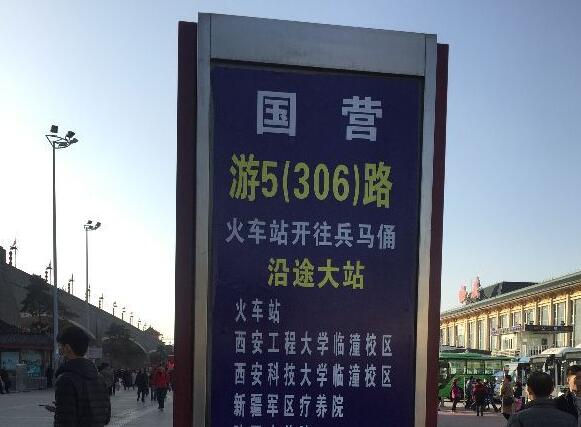 国 营
游5(306)路
火车站开往兵马俑
沿途大站
火车站
西安工程大学临潼校区
西安科技大学临潼校区
新疆军区疗养院